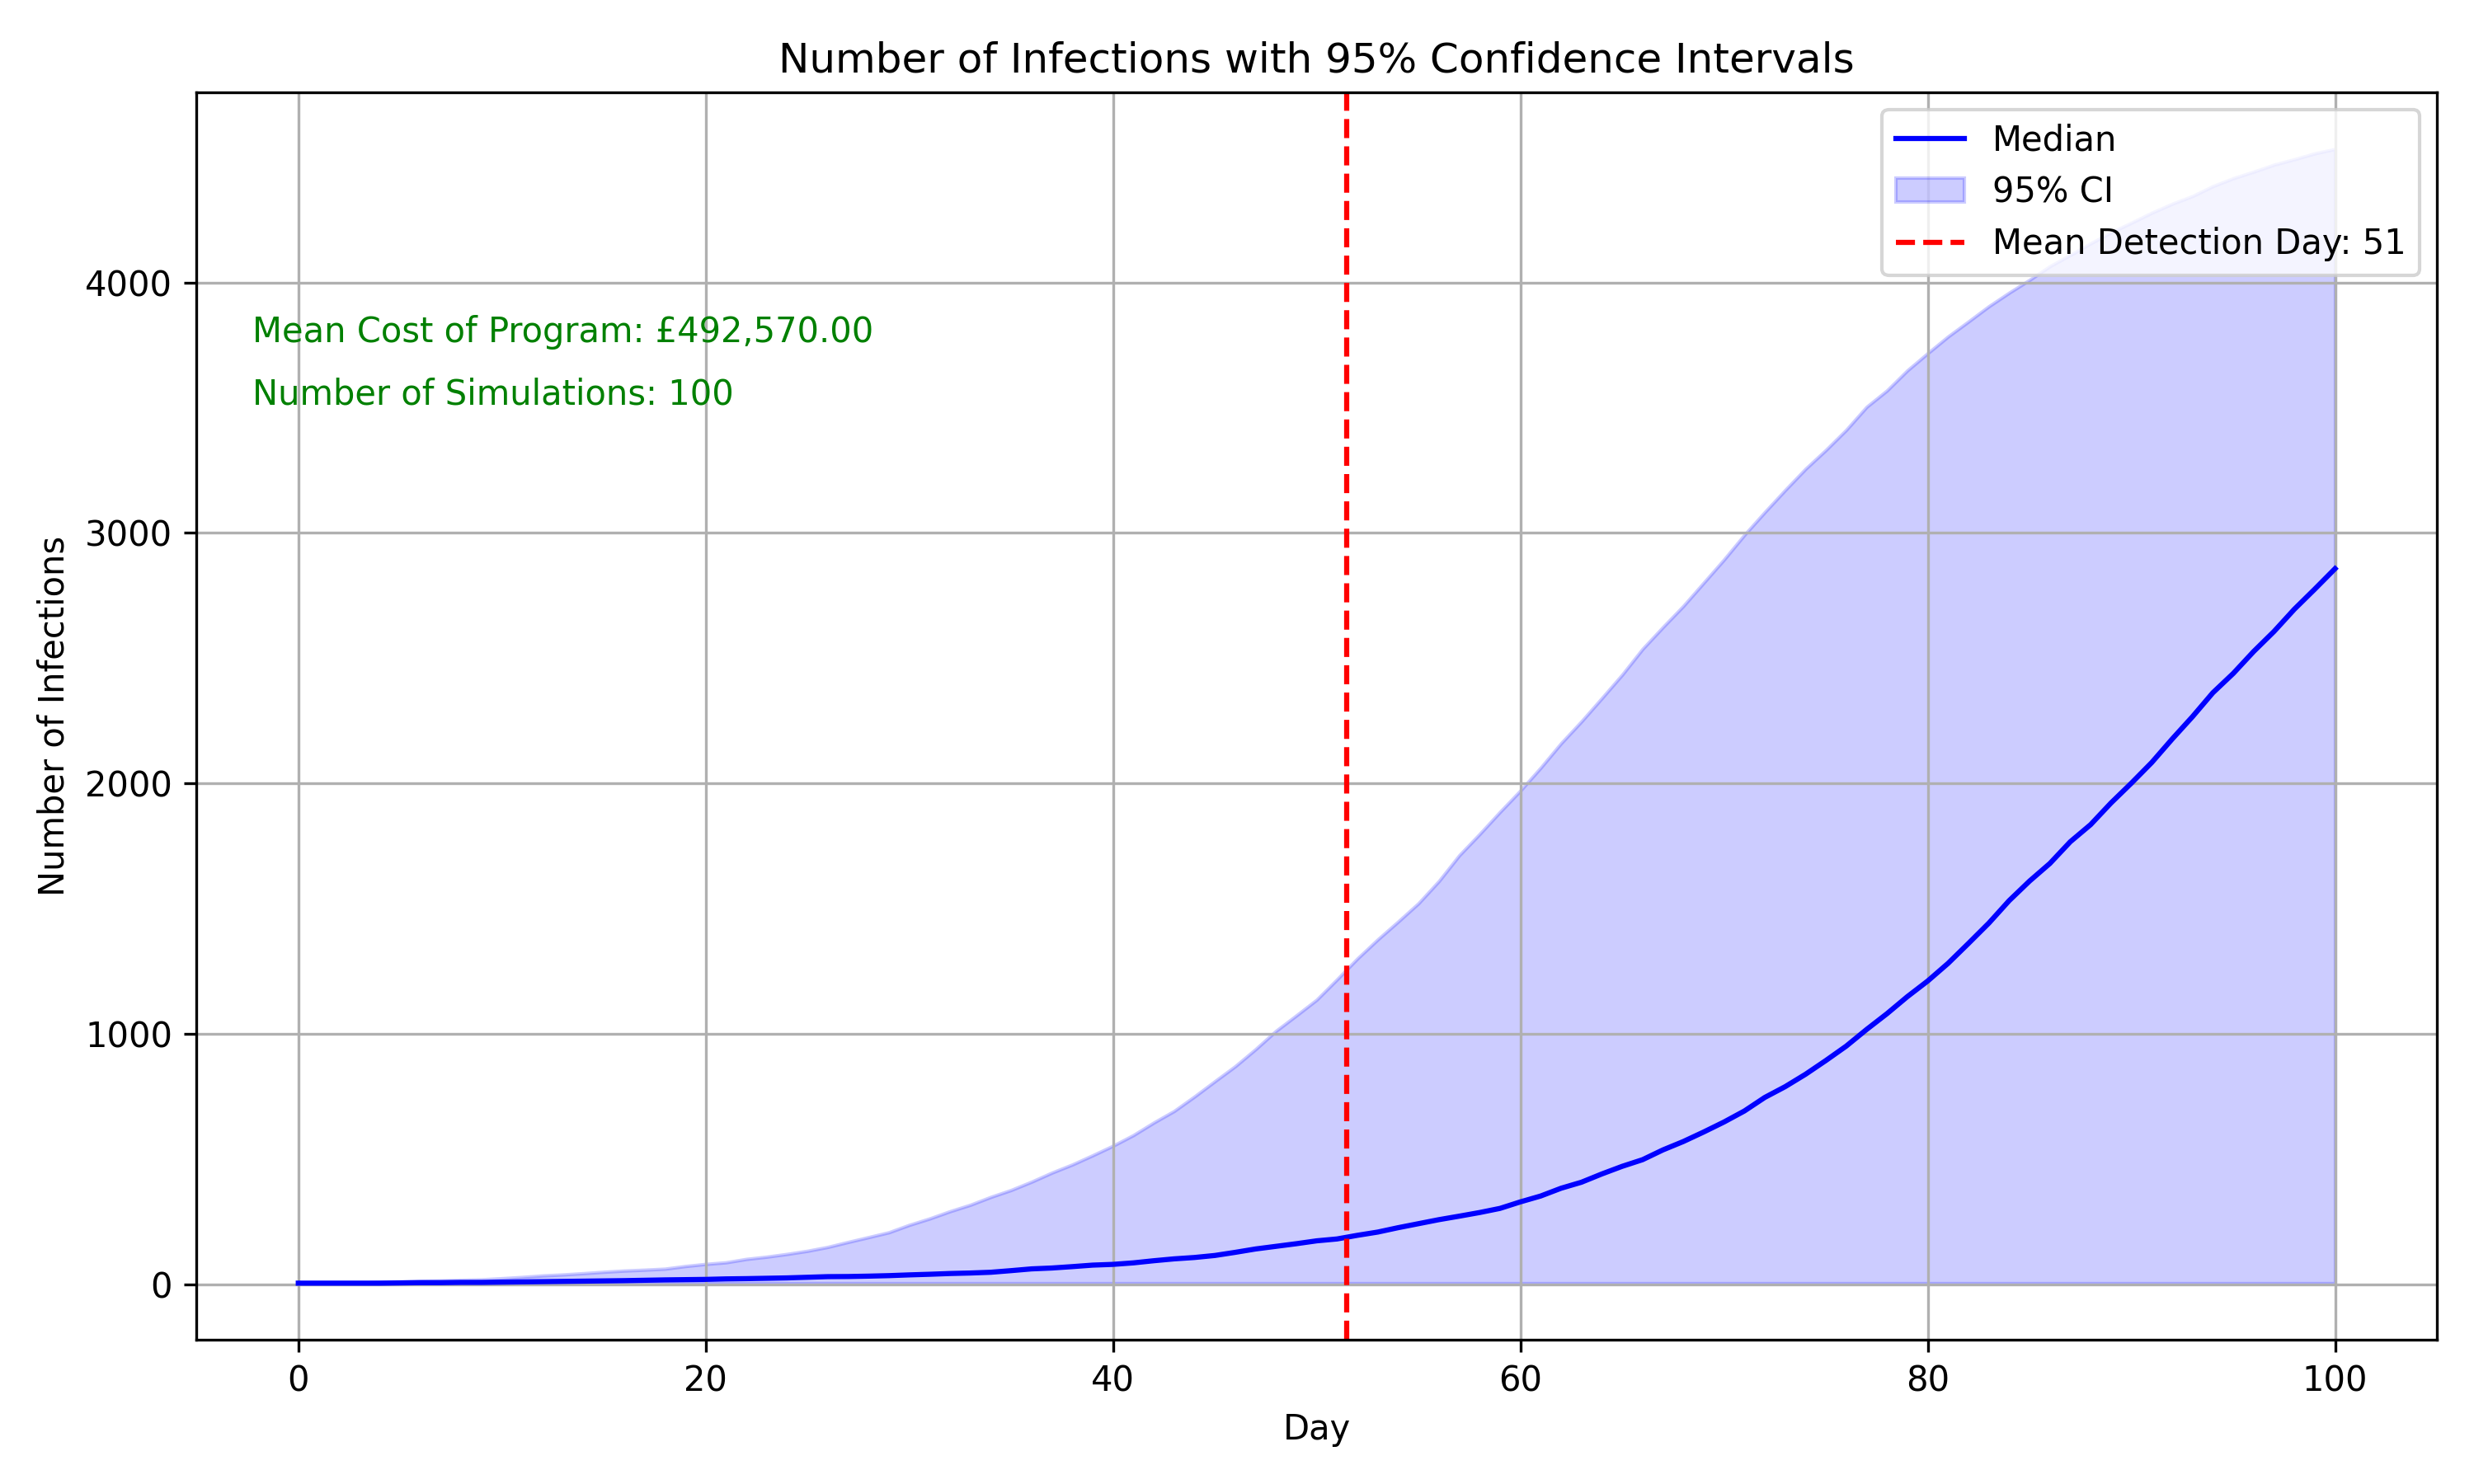 Number of Infections with 95% Confidence Intervals
Median
95% CI
Mean Detection Day: 51
Mean Cost of Program: £492,570.00
Number of Simulations: 100
Number of Infections
4000
3000
2000
1000
0
0 20 40 60 80 100
Day